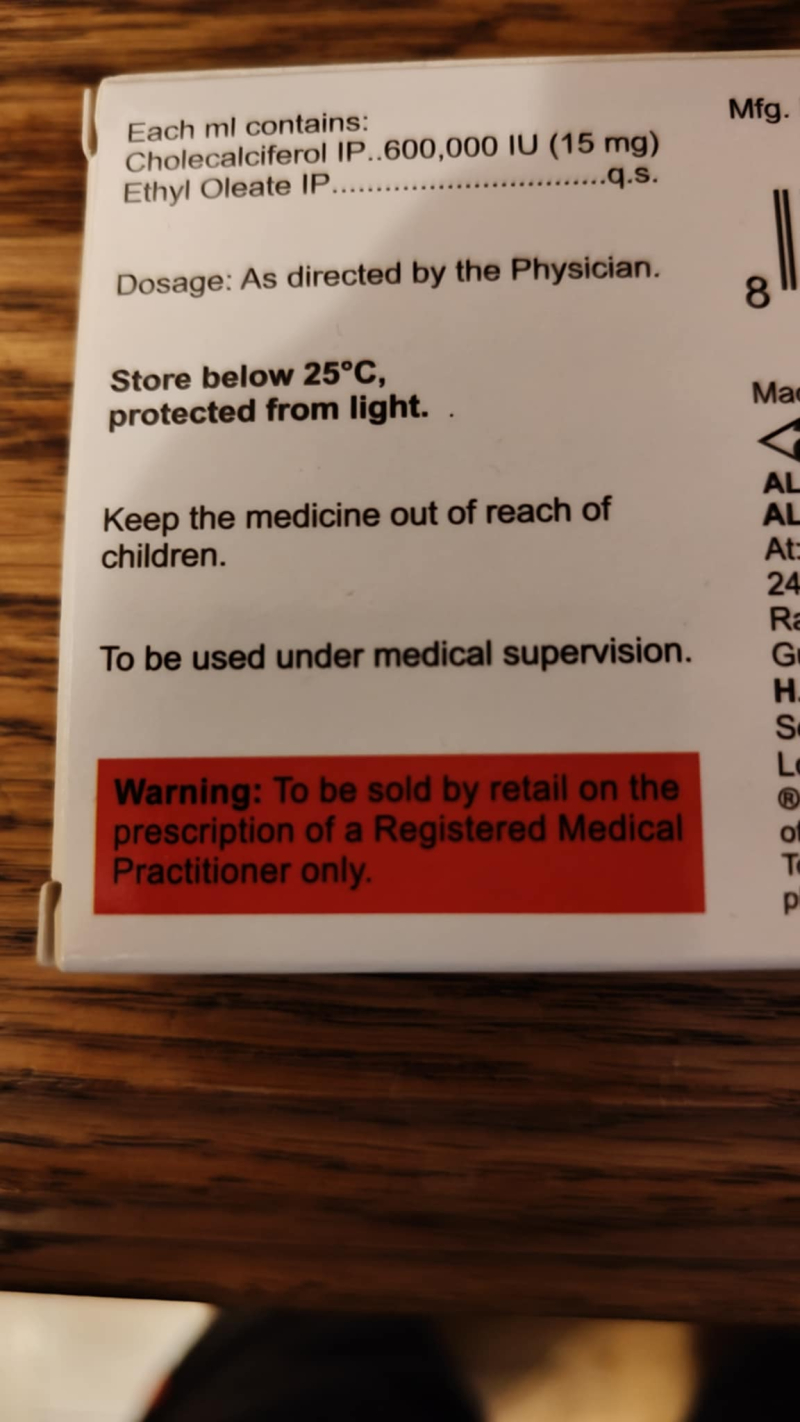 Each ml contains:
Cholecalciferol IP..600,000 IU (15 mg)
Ethyl Oleate IP...............................q.s.
Dosage: As directed by the Physician.
Store below 25°C,
protected from light.
Keep the medicine out of reach of
children.
To be used under medical supervision.
Warning: To be sold by retail on the
prescription of a Registered Medical
Practitioner only.
Mfg.
8
AL
AL
At:
24
H.
®